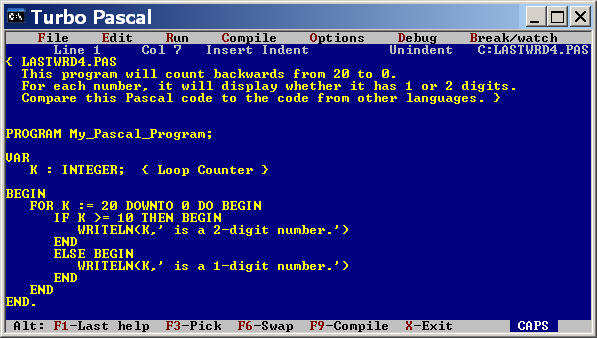 Turbo Pascal
File Edit Run Compile Options Debug Break/watch
Line 1 Col 7 Insert Indent Unindent C:LASTWRD4.PAS
{ LASTWRD4.PAS
This program will count backwards from 20 to 0.
For each number, it will display whether it has 1 or 2 digits.
Compare this Pascal code to the code from other languages. }
PROGRAM My_Pascal_Program;
VAR
K : INTEGER; { Loop Counter }
BEGIN
FOR K := 20 DOWNTO 0 DO BEGIN
IF K >= 10 THEN BEGIN
WRITELN(K,' is a 2-digit number.')
END
ELSE BEGIN
WRITELN(K,' is a 1-digit number.')
END
END
END.
Alt: F1-Last help F3-Pick F6-Swap F9-Compile X-Exit CAPS